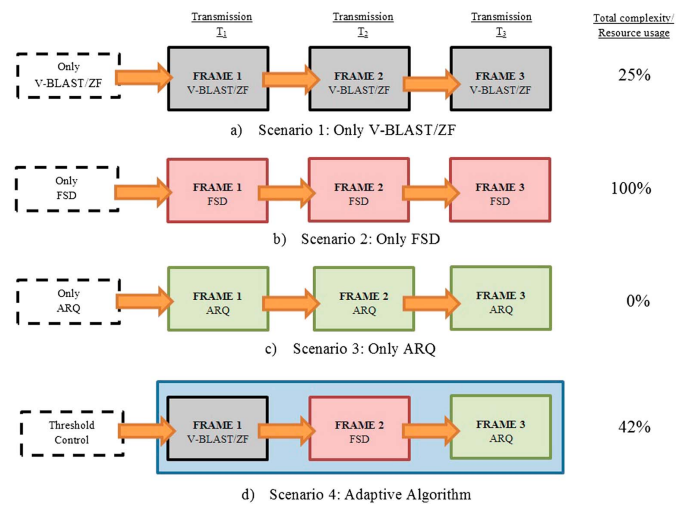 Transmission Transmission Transmission Total complexity/
T1 T2 T3 Resource usage
Only FRAME 1 FRAME 2 FRAME 3
V-BLAST/ZF V-BLAST/ZF V-BLAST/ZF V-BLAST/ZF 25%
a) Scenario 1: Only V-BLAST/ZF
Only FRAME 1 FRAME 2 FRAME 3
FSD FSD FSD FSD 100%
b) Scenario 2: Only FSD
Only FRAME 1 FRAME 2 FRAME 3
ARQ ARQ ARQ ARQ 0%
c) Scenario 3: Only ARQ
Threshold FRAME 1 FRAME 2 FRAME 3
Control V-BLAST/ZF FSD ARQ 42%
d) Scenario 4: Adaptive Algorithm